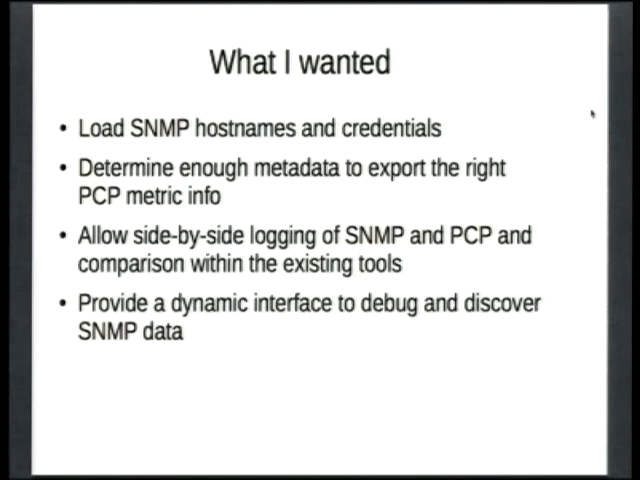 What I wanted
• Load SNMP hostnames and credentials
• Determine enough metadata to export the right
PCP metric info
• Allow side-by-side logging of SNMP and PCP and
comparison within the existing tools
• Provide a dynamic interface to debug and discover
SNMP data